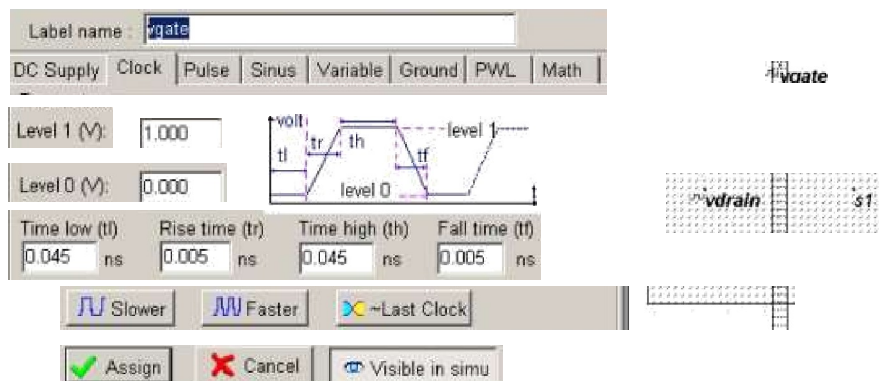 Label name : vgate
DC Supply Clock Pulse Sinus Variable Ground PWL Math
vgate
Level 1 (V): 1.000
volt
tr th level 1
tl tf
level 0 t
Level 0 (V): 0.000
vdrain s1
Time low (tl) Rise time (tr) Time high (th) Fall time (tf)
0.045 ns 0.005 ns 0.045 ns 0.005 ns
Slower Faster ~Last Clock
Assign Cancel Visible in simu